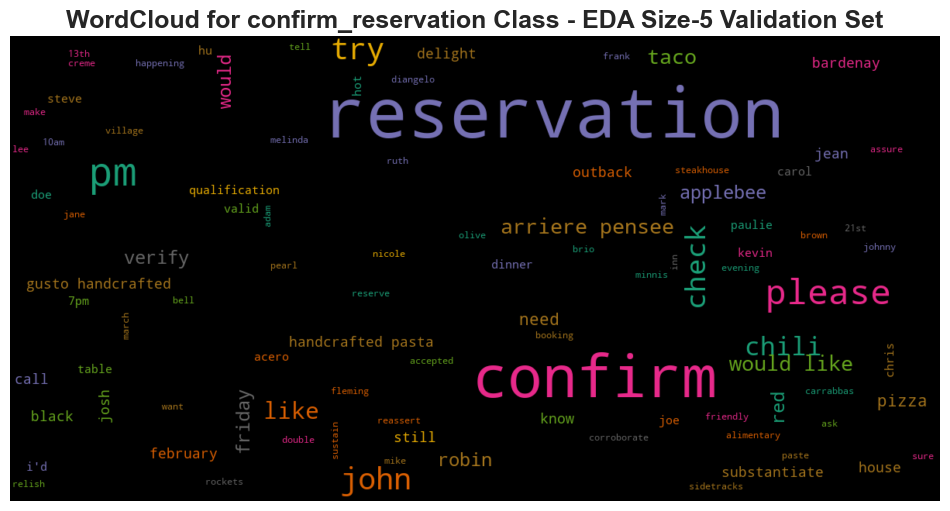 WordCloud for confirm_reservation Class - EDA Size-5 Validation Set
13th
creme
happening
hu
would
tell
try
hot
delight
diangelo
frank
taco
bardenay
steve
make
village
10am
lee
melinda
reservation
ruth
pm
doe
jane
qualification
valid
adam
outback
steakhouse
carol
jean
assure
mark
applebee
arriere pensee
olive
brio
check
paulie
21st
brown
johnny
kevin
evening
inn
minnis
verify
pearl
nicole
dinner
gusto handcrafted
7pm
bell
reserve
please
march
need
booking
handcrafted pasta
acero
accepted
chili
would like
chris
call
table
confirm
carrabbas
black
josh
want
friday
like
fleming
reassert
know
joe
friendly
red
pizza
ask
february
double
sustain
still
corroborate
alimentary
i'd
relish
rockets
john
mike
robin
paste
substantiate
sidetracks
house
sure